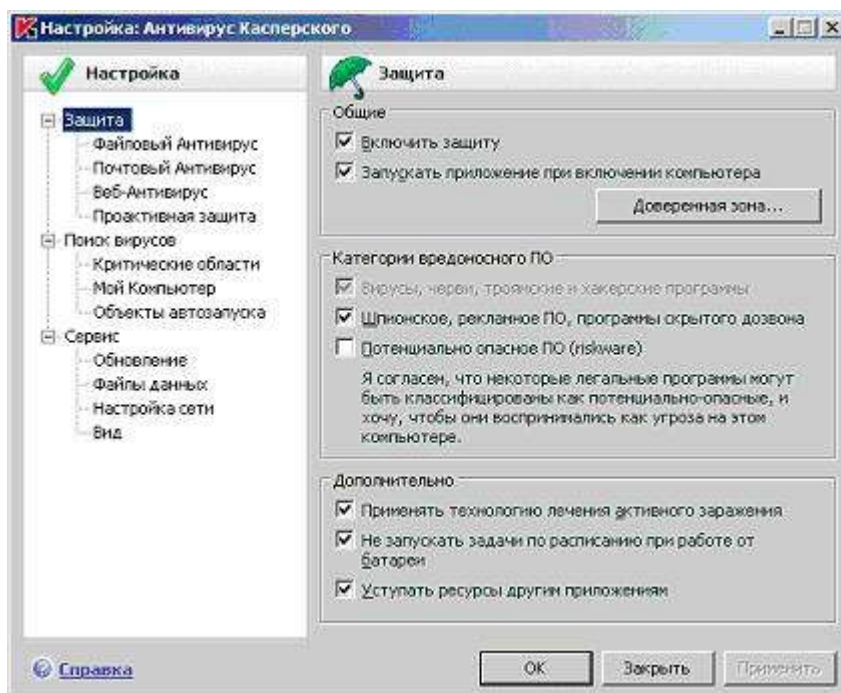 Настройка: Антивирус Касперского
Настройка
Защита
Файловый Антивирус
Почтовый Антивирус
Веб-Антивирус
Проактивная защита
Поиск вирусов
Критические области
Мой Компьютер
Объекты автозапуска
Сервис
Обновление
Файлы данных
Настройка сети
Вид
Защита
Общие
Включить защиту
Запускать приложение при включении компьютера
Доверенная зона...
Категории вредоносного ПО
Вирусы, черви, троянские и хакерские программы
Шпионское, рекламное ПО, программы скрытого дозвона
Потенциально опасное ПО (riskware)
Я согласен, что некоторые легальные программы могут
быть классифицированы как потенциально-опасные, и
хочу, чтобы они воспринимались как угроза на этом
компьютере.
Дополнительно
Применять технологию лечения активного заражения
Не запускать задачи по расписанию при работе от
батареи
Уступать ресурсы другим приложениям
Справка
ОК
Закрыть
Применить